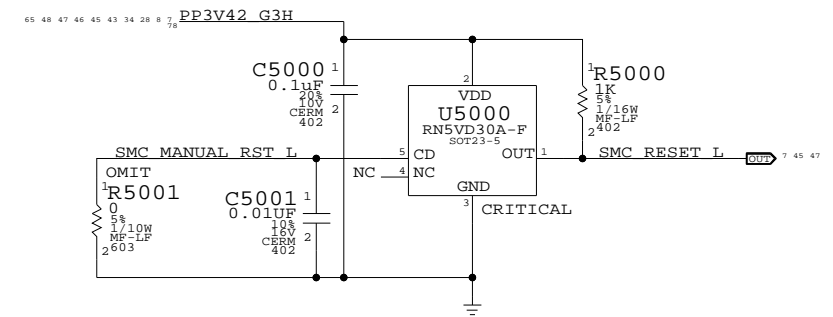 65 48 47 46 45 43 34 28 8 7 PP3V42_G3H
78
C5000 1
0.1uF
20%
10V
CERM 2
402
2
VDD
U5000
RN5VD30A-F
SOT23-5
5 CD OUT 1
NC 4 NC
GND
3 CRITICAL
1 R5000
1K
5%
1/16W
MF-LF
2 402
SMC_RESET_L OUT 7 45 47
SMC_MANUAL_RST_L
OMIT
1 R5001
0
5%
1/10W
MF-LF
2 603
C5001 1
0.01UF
10%
16V
CERM 2
402